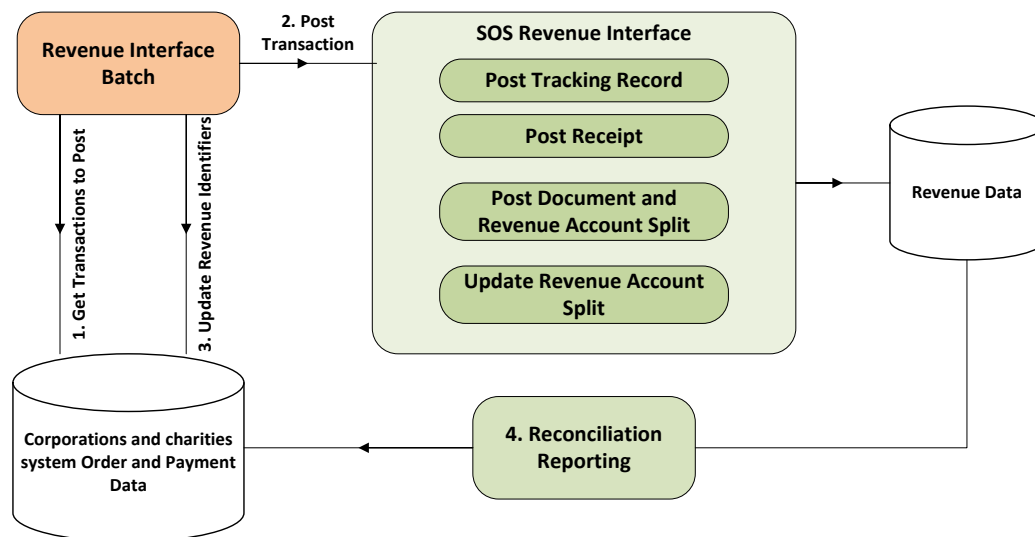 Revenue Interface
Batch
2. Post
Transaction
SOS Revenue Interface
Post Tracking Record
Post Receipt
Post Document and
Revenue Account Split
Update Revenue Account
Split
Revenue Data
1. Get Transactions to Post
3. Update Revenue Identifiers
Corporations and charities
system Order and Payment
Data
4. Reconciliation
Reporting